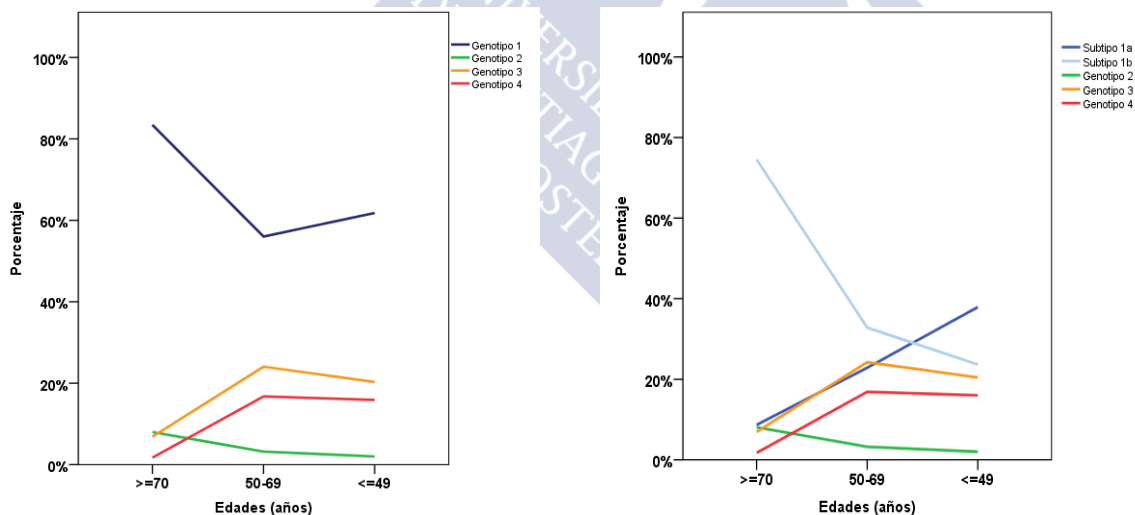 Porcentaje
100%
80%
60%
40%
20%
0%
>=70
50-69
<=49
Edades (años)
Genotipo 1
Genotipo 2
Genotipo 3
Genotipo 4
Porcentaje
100%
80%
60%
40%
20%
0%
>=70
50-69
<=49
Edades (años)
Subtipo 1a
Subtipo 1b
Genotipo 2
Genotipo 3
Genotipo 4